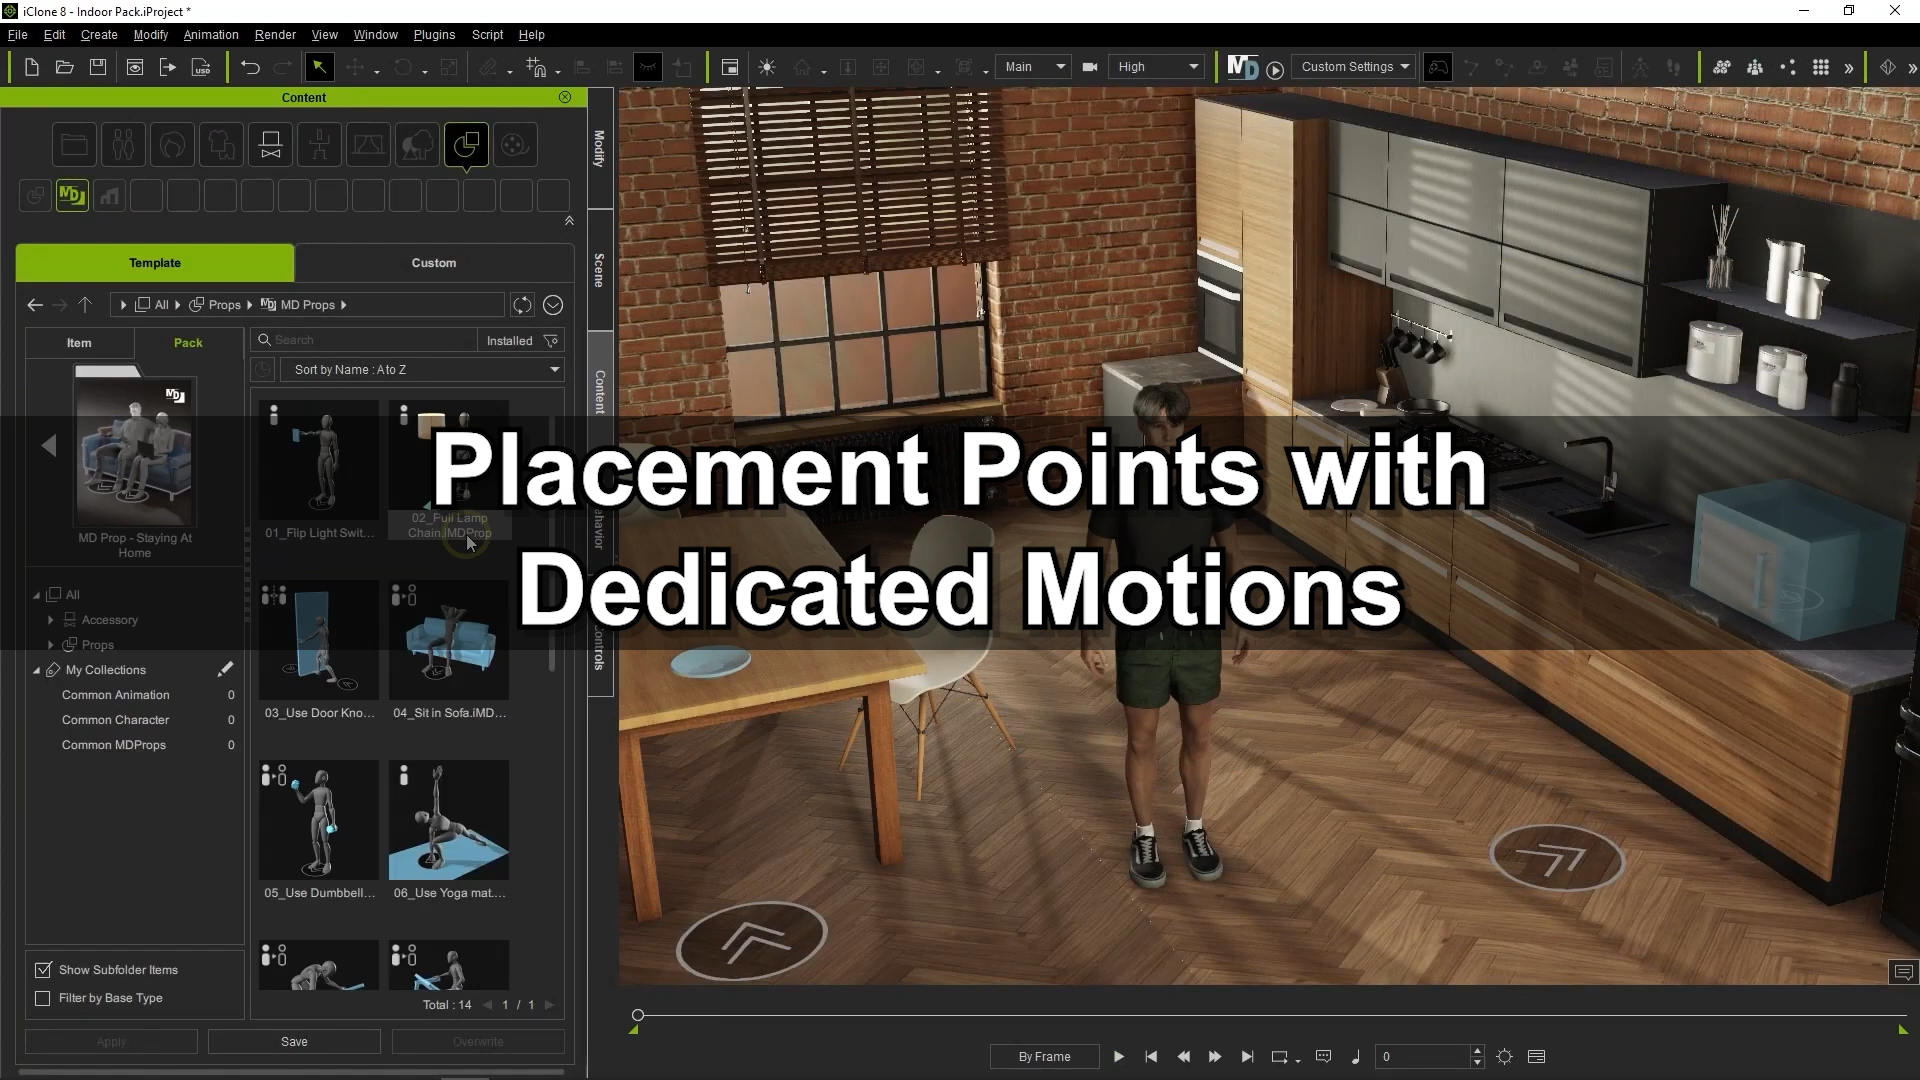 iClone 8 - Indoor Pack.iProject *
File Edit Create Modify Animation Render View Window Plugins Script Help
USD
Main
High
MD
Custom Settings
Content
MD
Template
Custom
All
Props
MD Props
Item
Pack
Search
Installed
Sort by Name : A to Z
MD
MD Prop - Staying At
Home
01_Flip Light Swit...
02_Pull Lamp
Chain.iMDProp
Placement Points with
Dedicated Motions
03_Use Door Kno...
04_Sit in Sofa.iMD...
05_Use Dumbbell...
06_Use Yoga mat....
All
Accessory
Props
My Collections
Common Animation 0
Common Character 0
Common MDProps 0
Show Subfolder Items
Filter by Base Type
Total : 14
1 / 1
Apply
Save
Overwrite
Modify
Scene
Content
By Frame
0